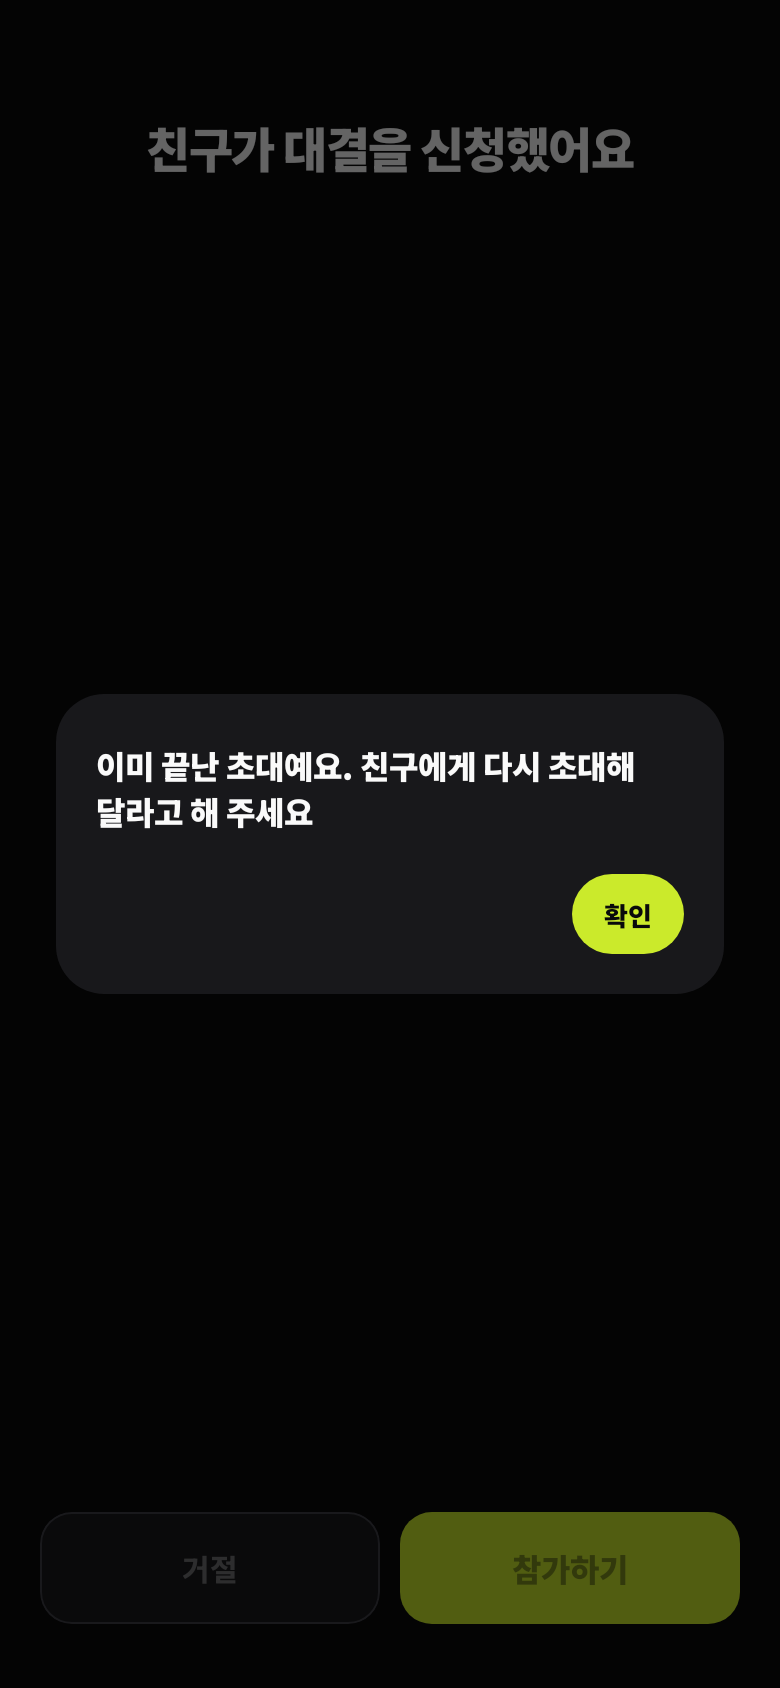 친구가 대결을 신청했어요
이미 끝난 초대예요. 친구에게 다시 초대해
달라고 해 주세요
확인
거절
참가하기